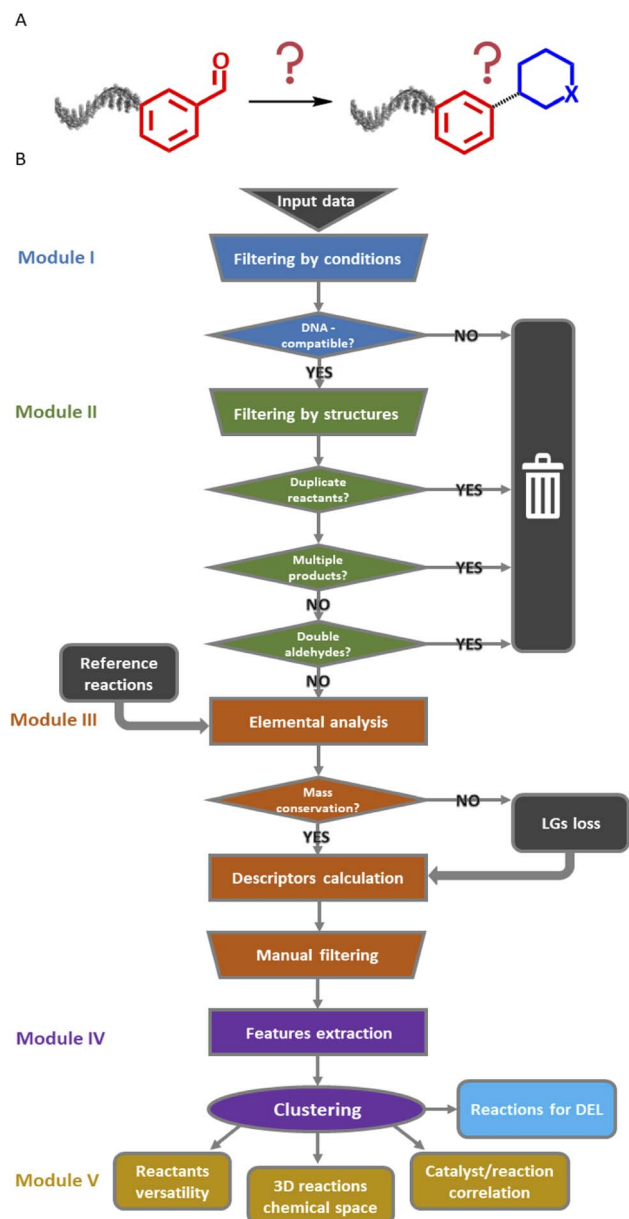 A
O
?
?
X
B
Input data
Module I
Filtering by conditions
DNA -
compatible?
NO
YES
Module II
Filtering by structures
Duplicate
reactants?
YES
Multiple
products?
YES
NO
Double
aldehydes?
YES
NO
Reference
reactions
Module III
Elemental analysis
Mass
conservation?
NO
YES
LGs loss
Descriptors calculation
Manual filtering
Module IV
Features extraction
Clustering
Reactions for DEL
Module V
Reactants
versatility
3D reactions
chemical space
Catalyst/reaction
correlation